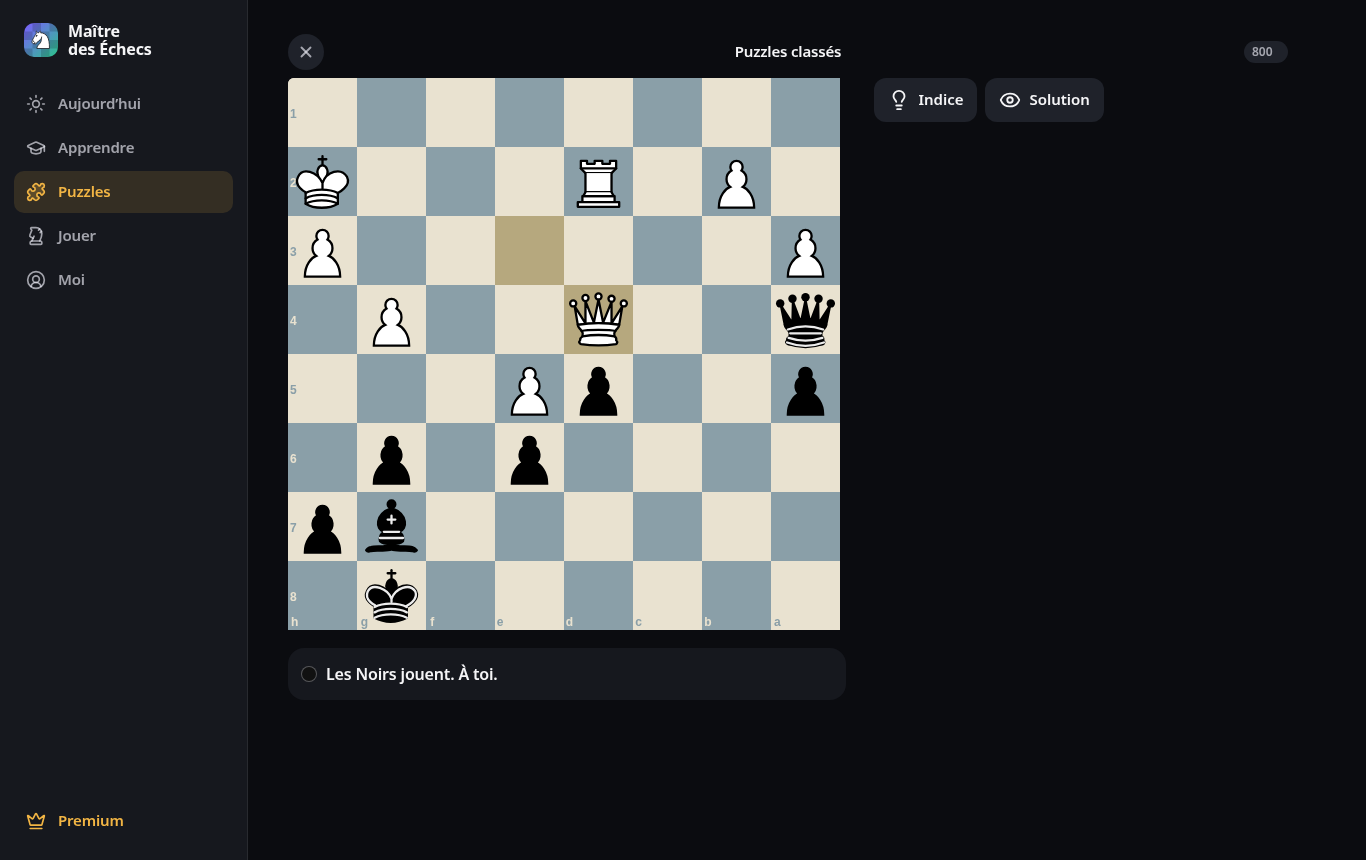 Maître
des Échecs
Aujourd’hui
Apprendre
Puzzles
Jouer
Moi
Premium
Puzzles classés
800
Indice
Solution
1
2
3
4
5
6
7
8
h g f e d c b a
Les Noirs jouent. À toi.